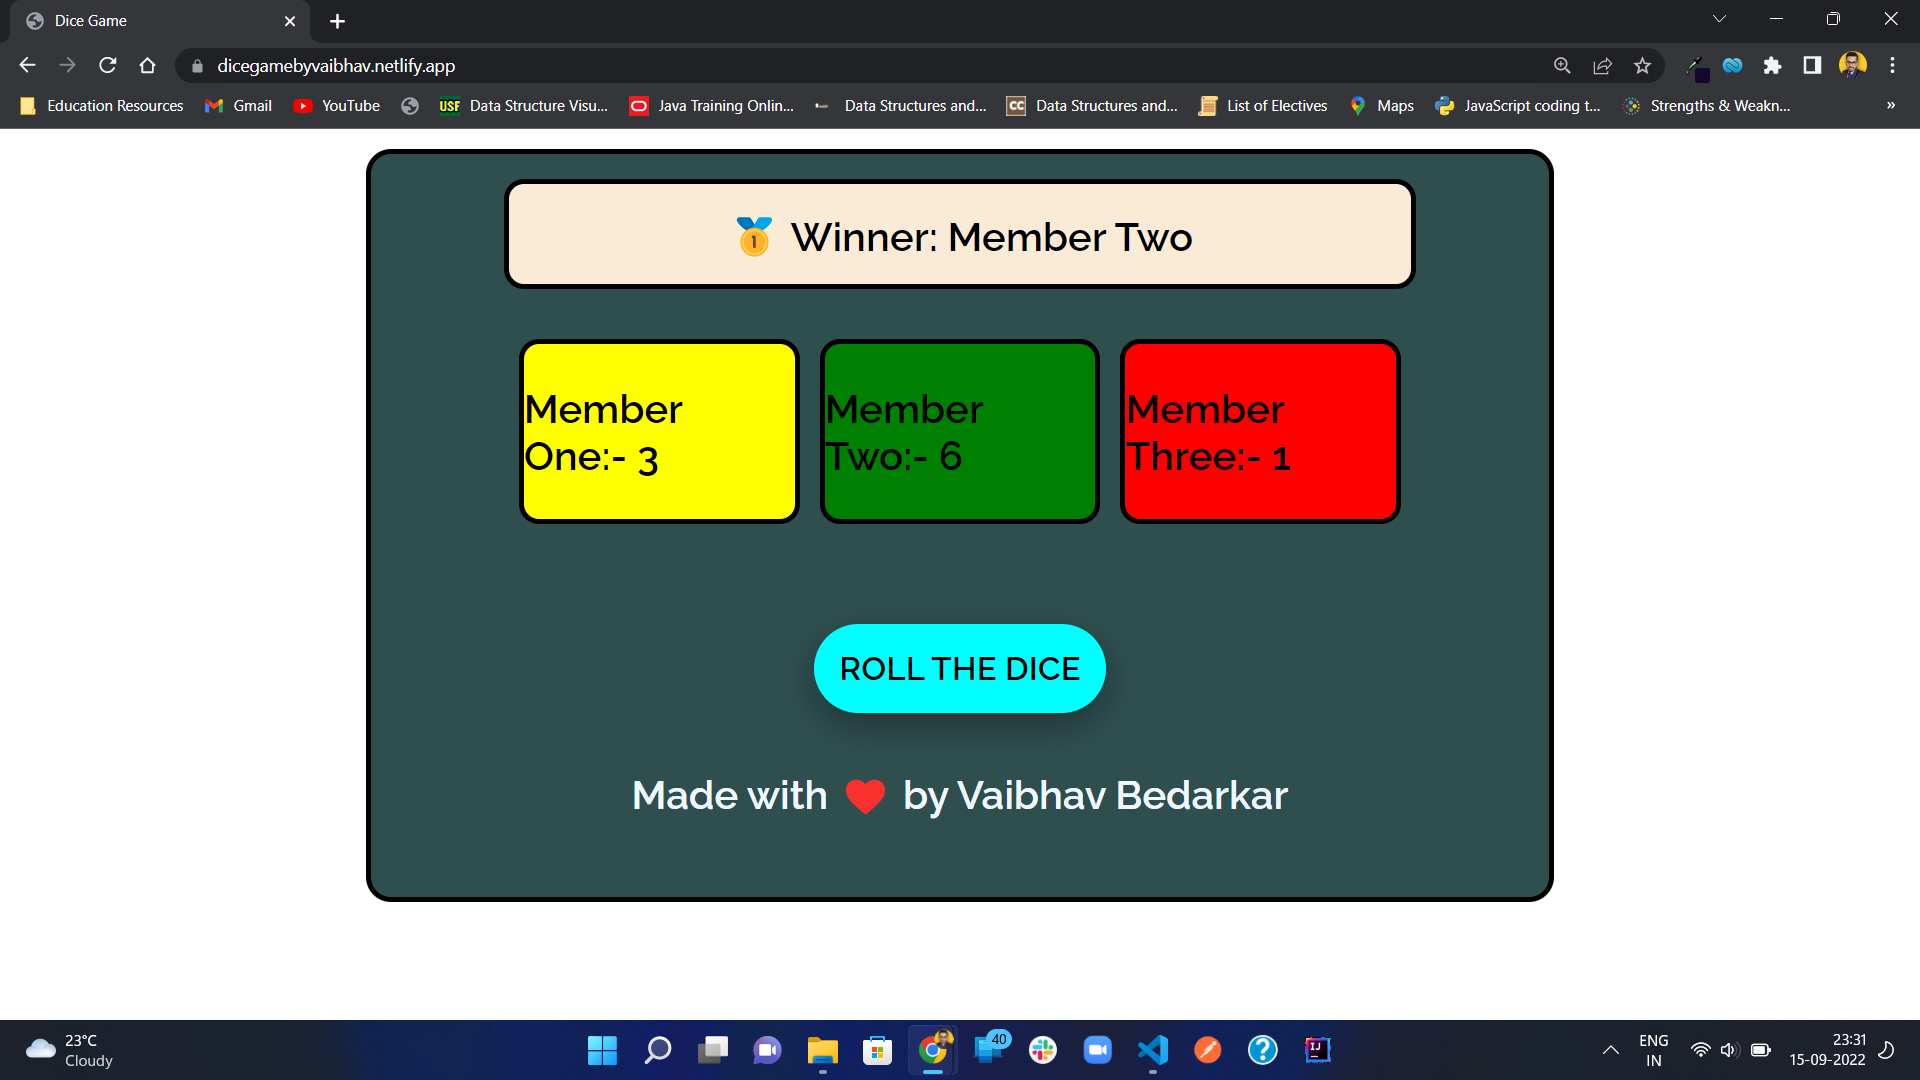 Dice Game
dicegamebyvaibhav.netlify.app
Education Resources
Gmail
YouTube
USF
Data Structure Visu...
Java Training Onlin...
Data Structures and...
CC
Data Structures and...
List of Electives
Maps
JavaScript coding t...
Strengths & Weakn...
»
1
Winner: Member Two
Member
One:- 3
Member
Two:- 6
Member
Three:- 1
ROLL THE DICE
Made with ❤ by Vaibhav Bedarkar
23°C
Cloudy
40
IJ
ENG
IN
23:31
15-09-2022